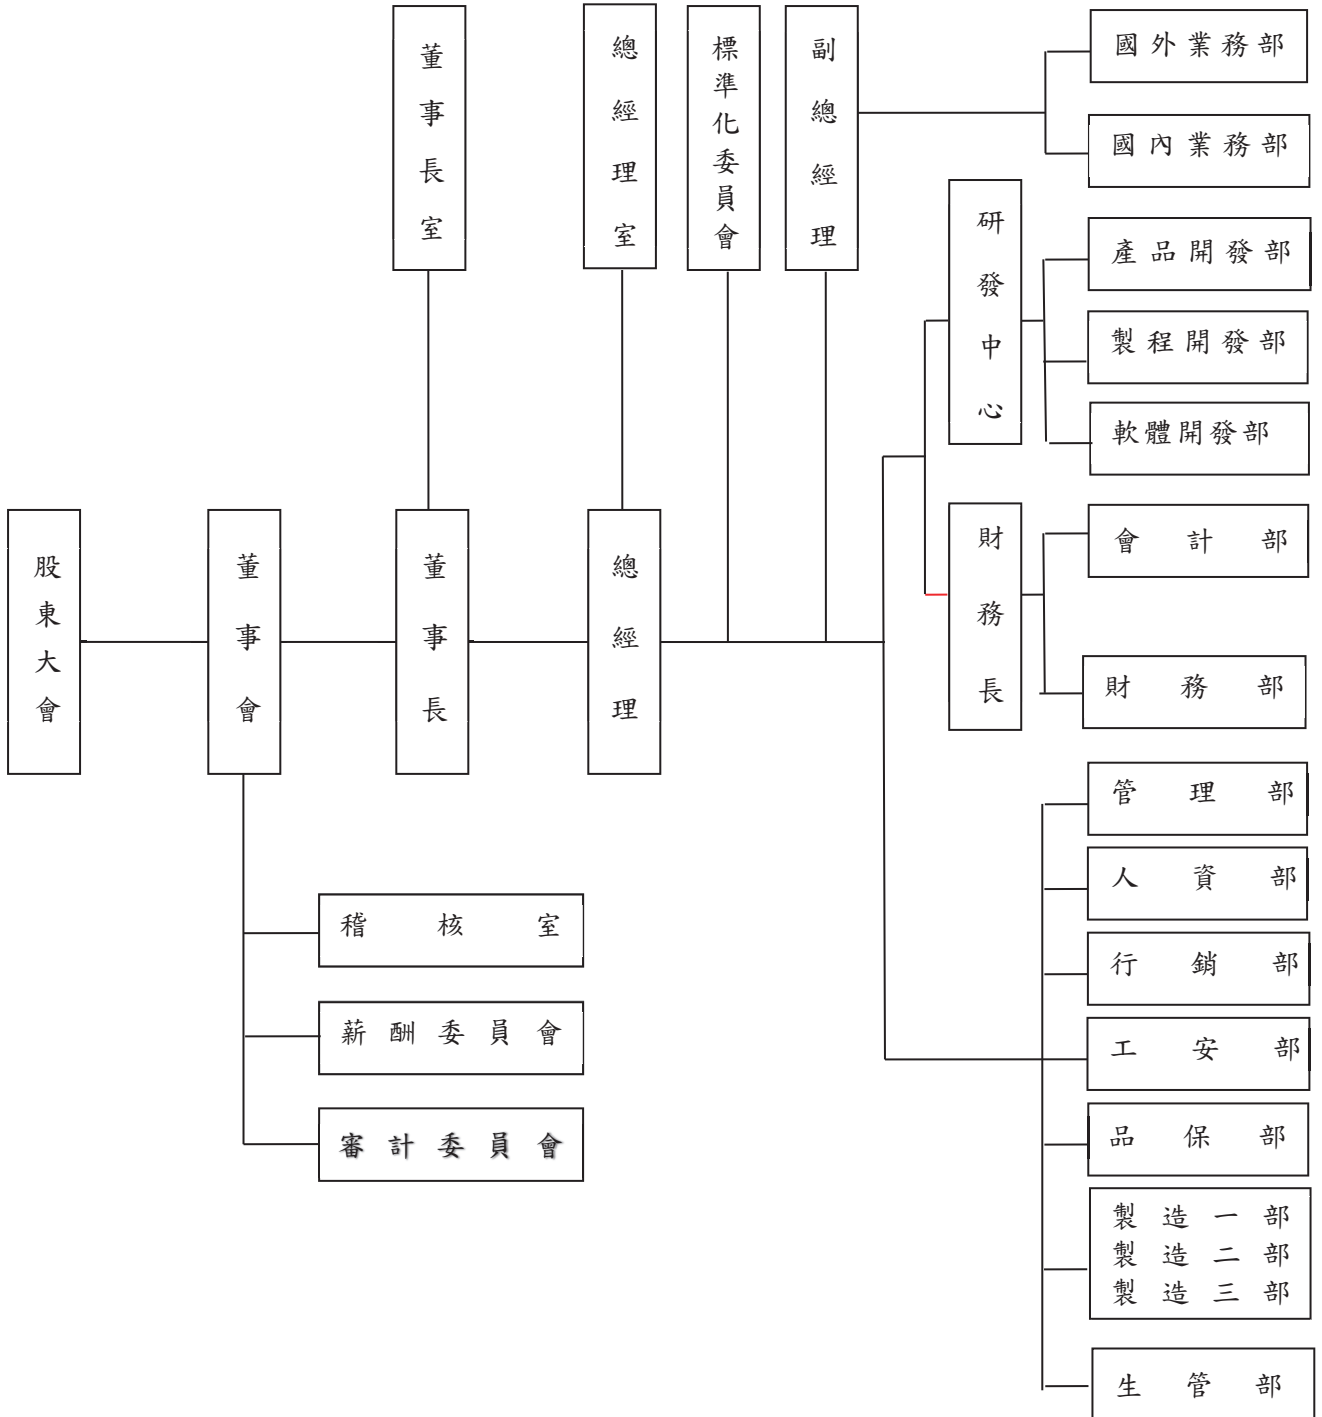 董事長室
總經理室
標準化委員會
副總經理
國外業務部
國內業務部
研發中心
產品開發部
製程開發部
軟體開發部
股東大會
董事會
董事長
總經理
財務長
會計部
財務部
管理部
人資部
行銷部
工安部
品保部
製造一部
製造二部
製造三部
生管部
稽核室
薪酬委員會
審計委員會